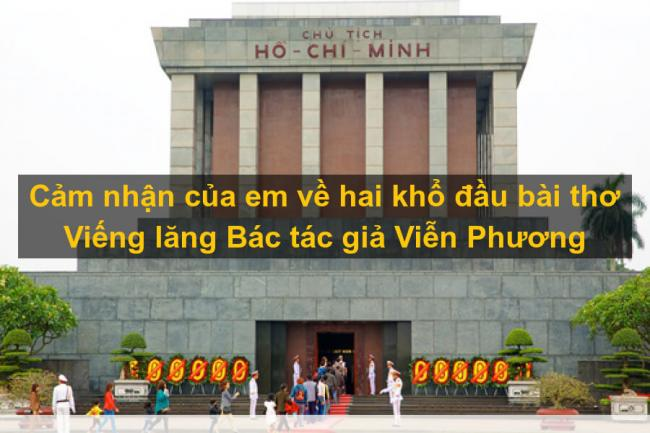 CHỦ TỊCH
HỒ - CHÍ - MINH
Cảm nhận của em về hai khổ đầu bài thơ
Viếng lăng Bác tác giả Viễn Phương